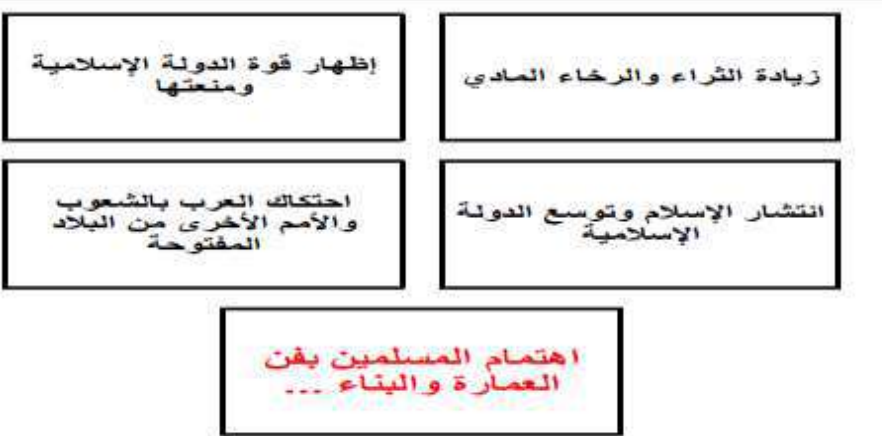 زيادة الثراء والرخاء المادي
إظهار قوة الدولة الإسلامية
ومنعتها
انتشار الإسلام وتوسع الدولة
الإسلامية
احتكاك العرب بالشعوب
والأمم الأخرى من البلاد
المفتوحة
اهتمام المسلمين بفن
العمارة والبناء ...